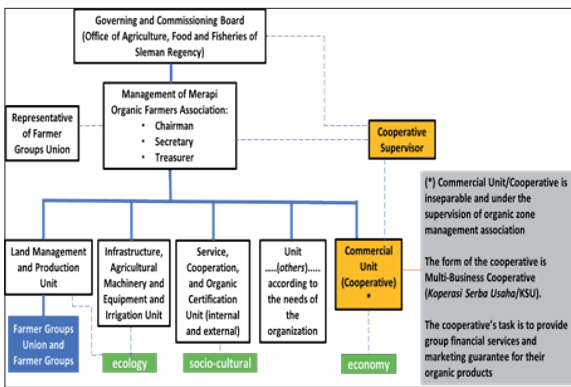 Governing and Commissioning Board
(Office of Agriculture, Food and Fisheries of
Sleman Regency)
Management of Merapi
Organic Farmers Association:
• Chairman
• Secretary
• Treasurer
Representative
of Farmer
Groups Union
Cooperative
Supervisor
Land Management
and Production
Unit
Infrastructure,
Agricultural
Machinery and
Equipment and
Irrigation Unit
Service,
Cooperation,
and Organic
Certification
Unit (internal
and external)
Unit
.....(others).....
according to
the needs of
the
organization
Commercial
Unit
(Cooperative)
*
Farmer Groups
Union and
Farmer Groups
ecology
socio-cultural
economy
(*) Commercial Unit/Cooperative is
inseparable and under the
supervision of organic zone
management association
The form of the cooperative is
Multi-Business Cooperative
(Koperasi Serba Usaha/KSU).
The cooperative's task is to provide
group financial services and
marketing guarantee for their
organic products